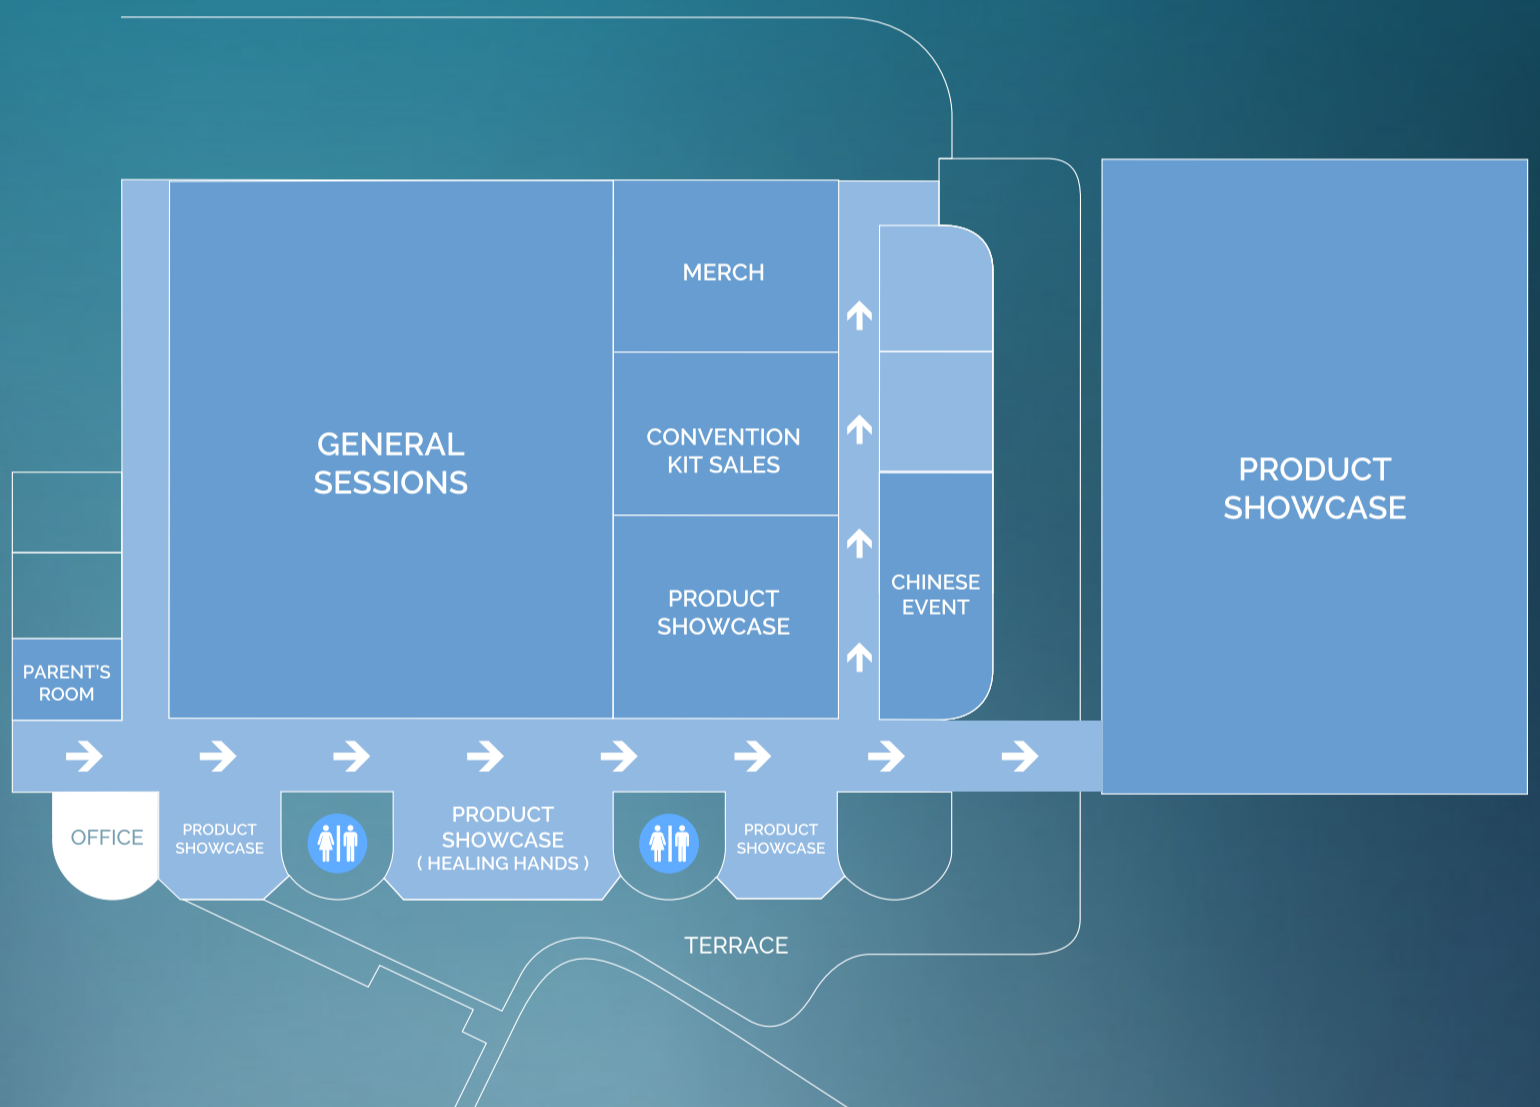 MERCH
GENERAL
SESSIONS
CONVENTION
KIT SALES
PRODUCT
SHOWCASE
CHINESE
EVENT
PRODUCT
SHOWCASE
PARENT'S
ROOM
OFFICE
PRODUCT
SHOWCASE
PRODUCT
SHOWCASE
( HEALING HANDS )
PRODUCT
SHOWCASE
TERRACE